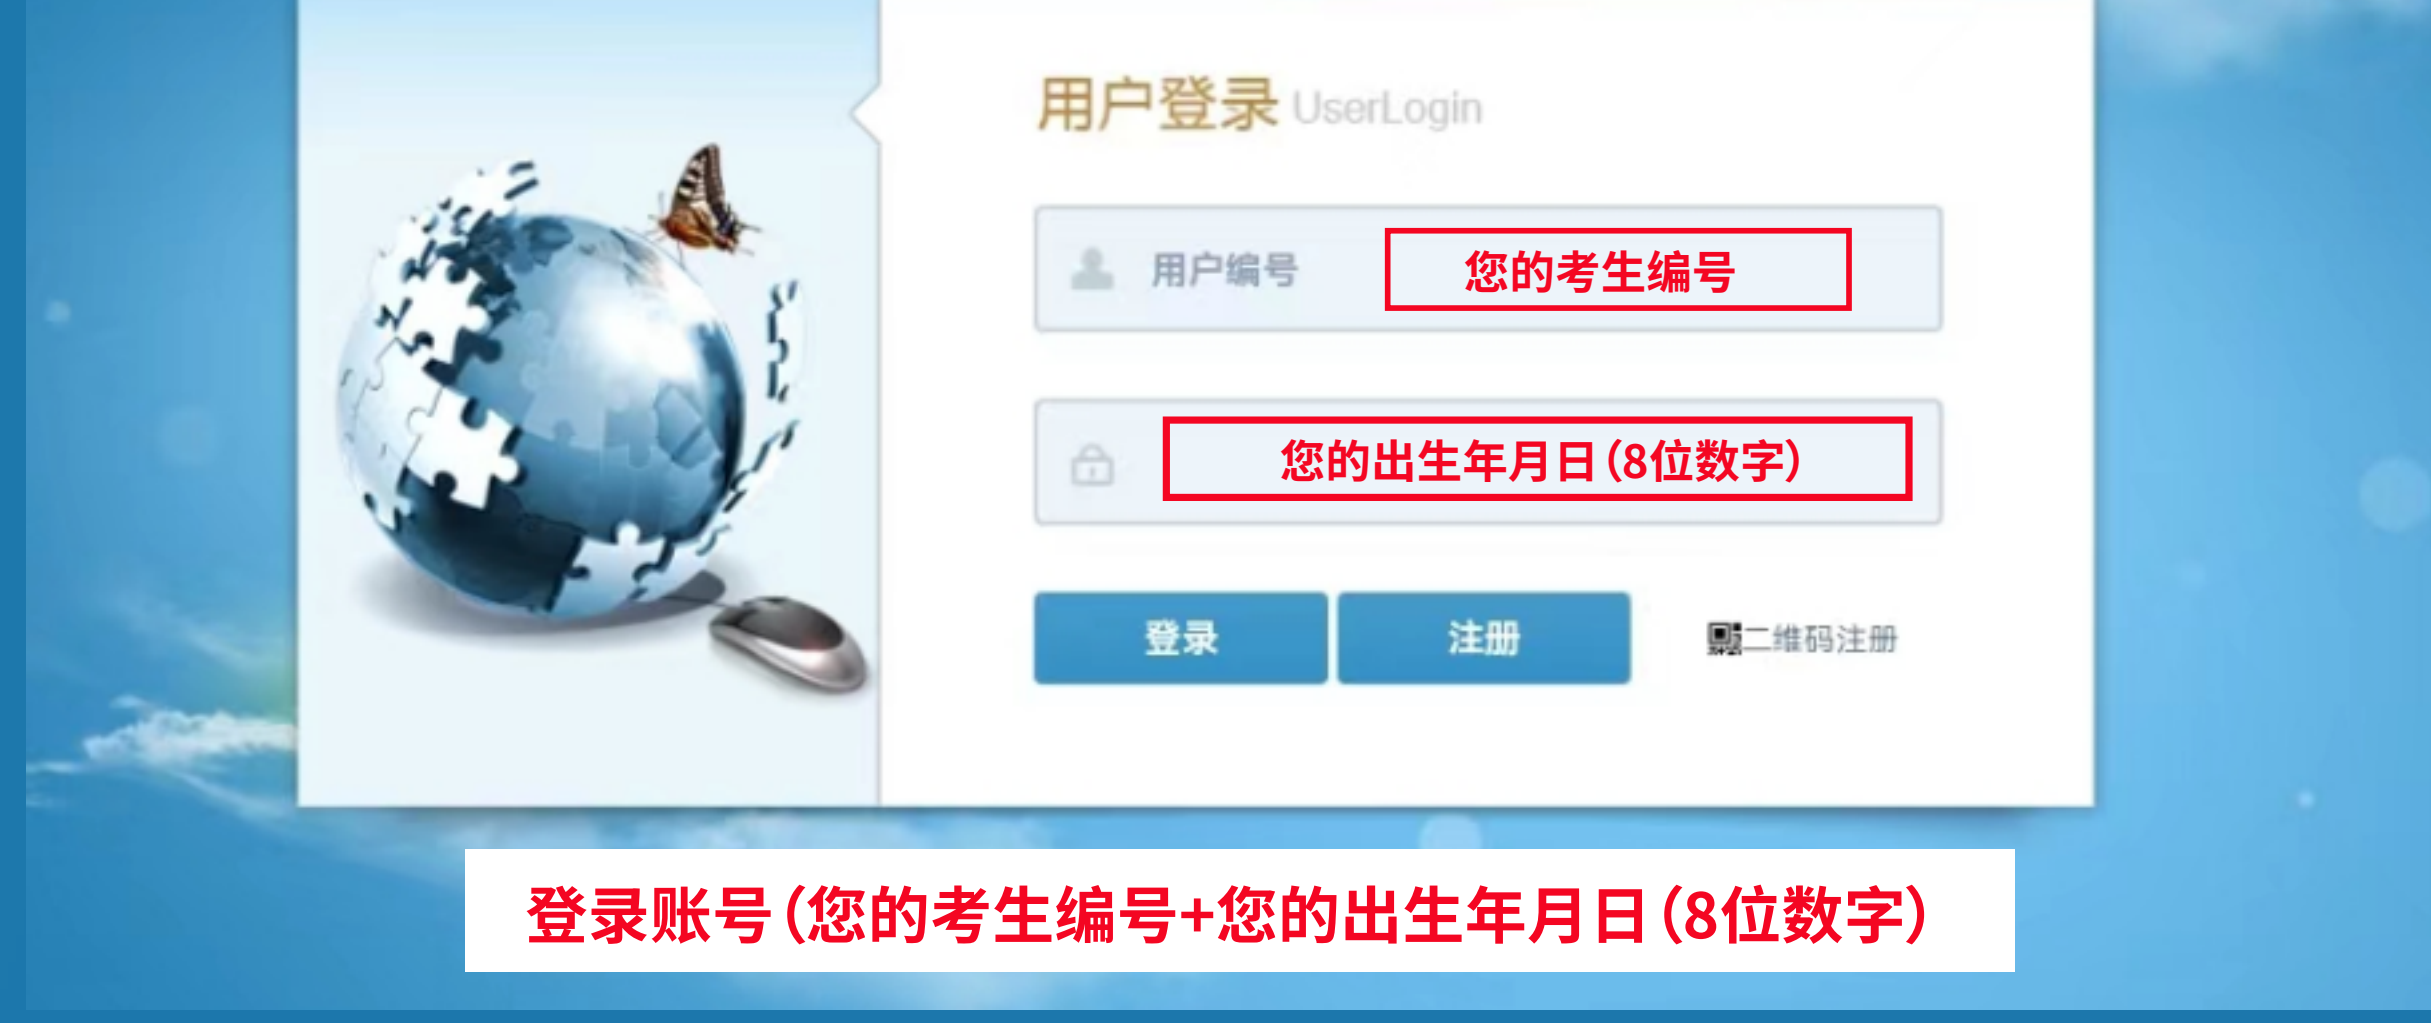 用户登录 UserLogin
用户编号 您的考生编号
您的出生年月日(8位数字)
登录 注册 二维码注册
登录账号(您的考生编号+您的出生年月日(8位数字)